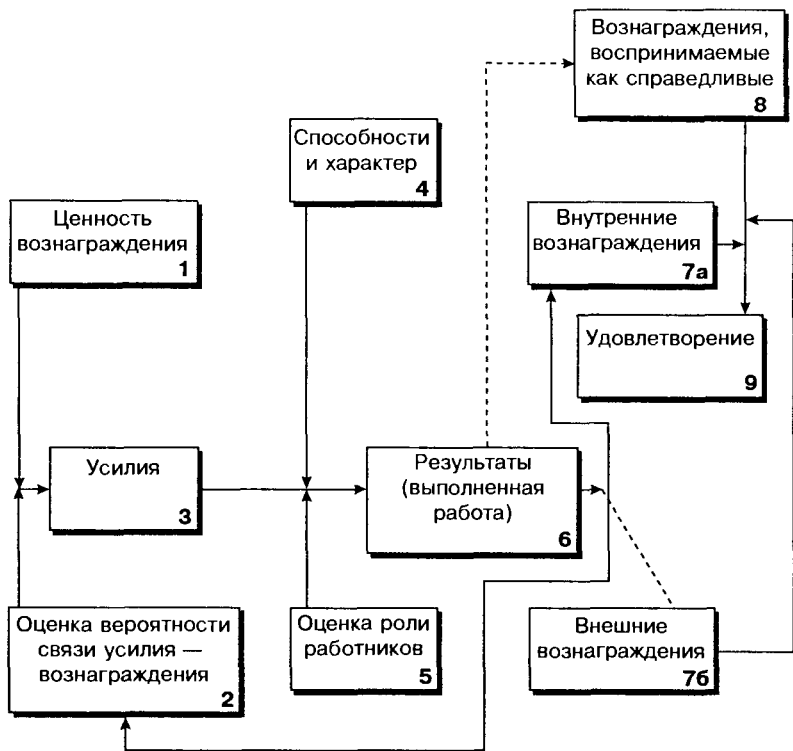 Вознаграждения,
воспринимаемые
как справедливые
8
Способности
и характер
4
Ценность
вознаграждения
1
Внутренние
вознаграждения
7а
Удовлетворение
9
Усилия
3
Результаты
(выполненная
работа)
6
Оценка вероятности
связи усилия —
вознаграждения
2
Оценка роли
работников
5
Внешние
вознаграждения
7б